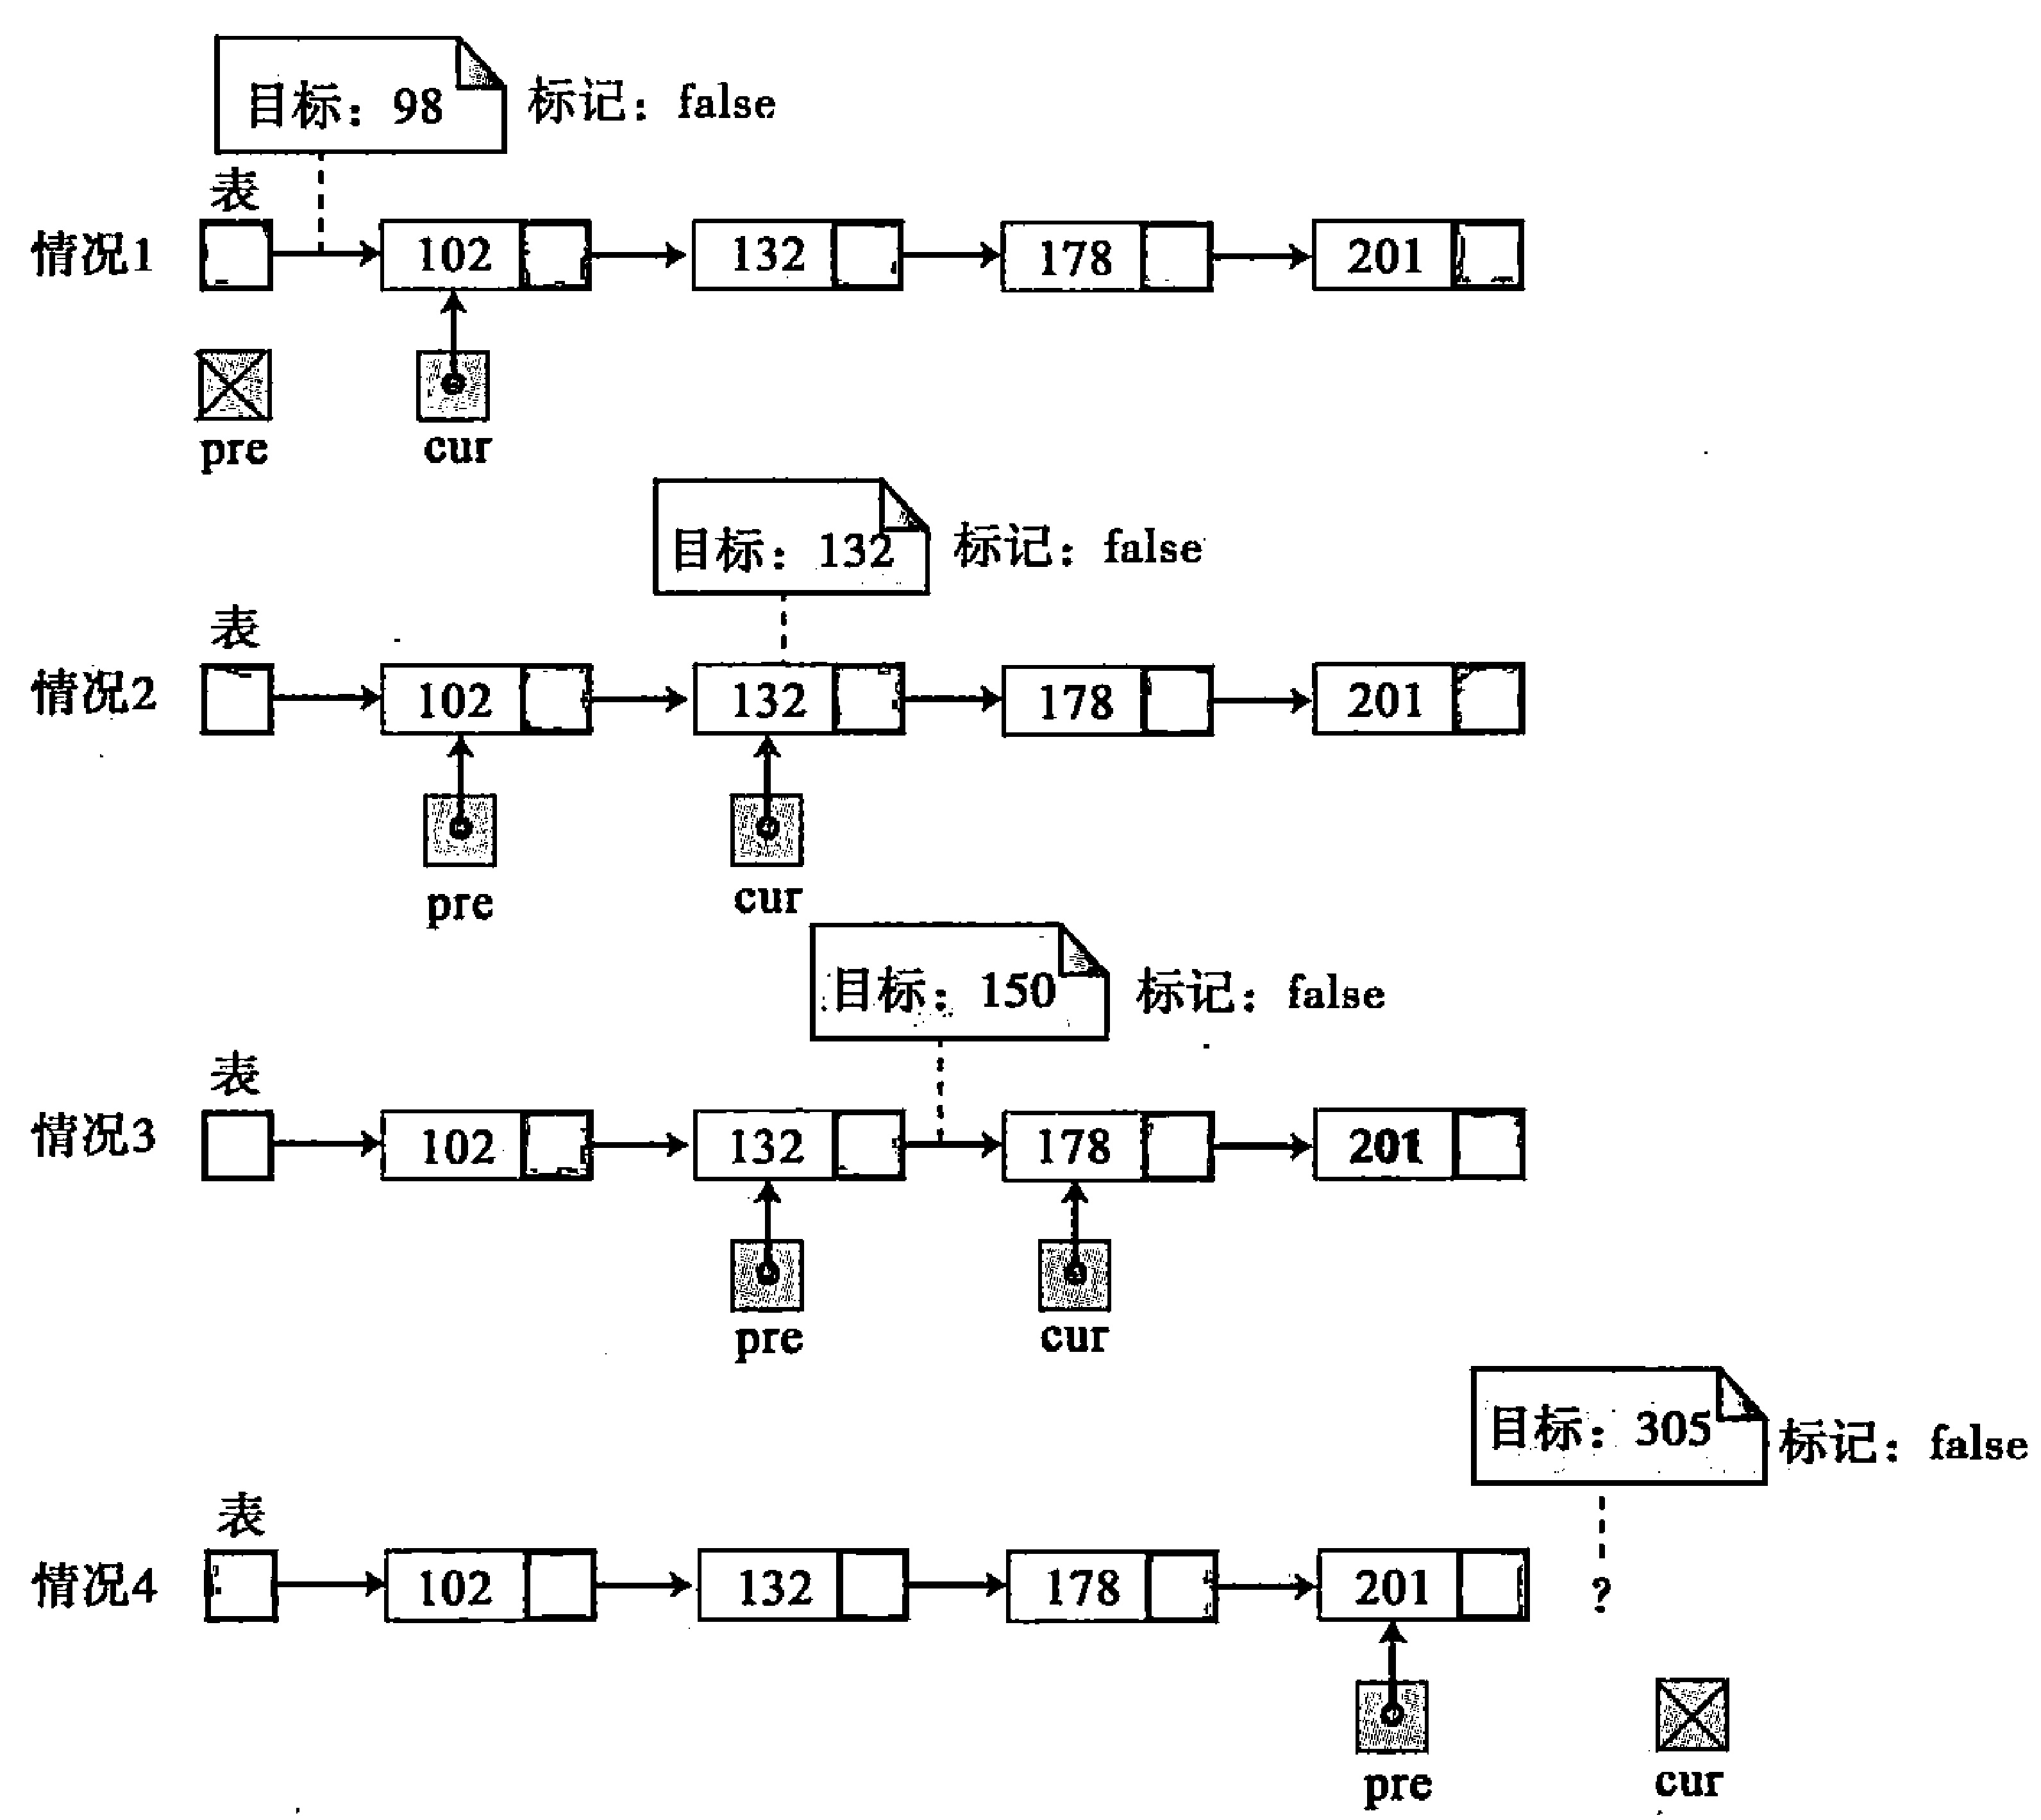 目标：98 标记：false
表
情况1 102 132 178 201
pre cur
目标：132 标记：false
表
情况2 102 132 178 201
pre cur
目标：150 标记：false
表
情况3 102 132 178 201
pre cur
目标：305 标记：false
表
情况4 102 132 178 201 ?
pre cur